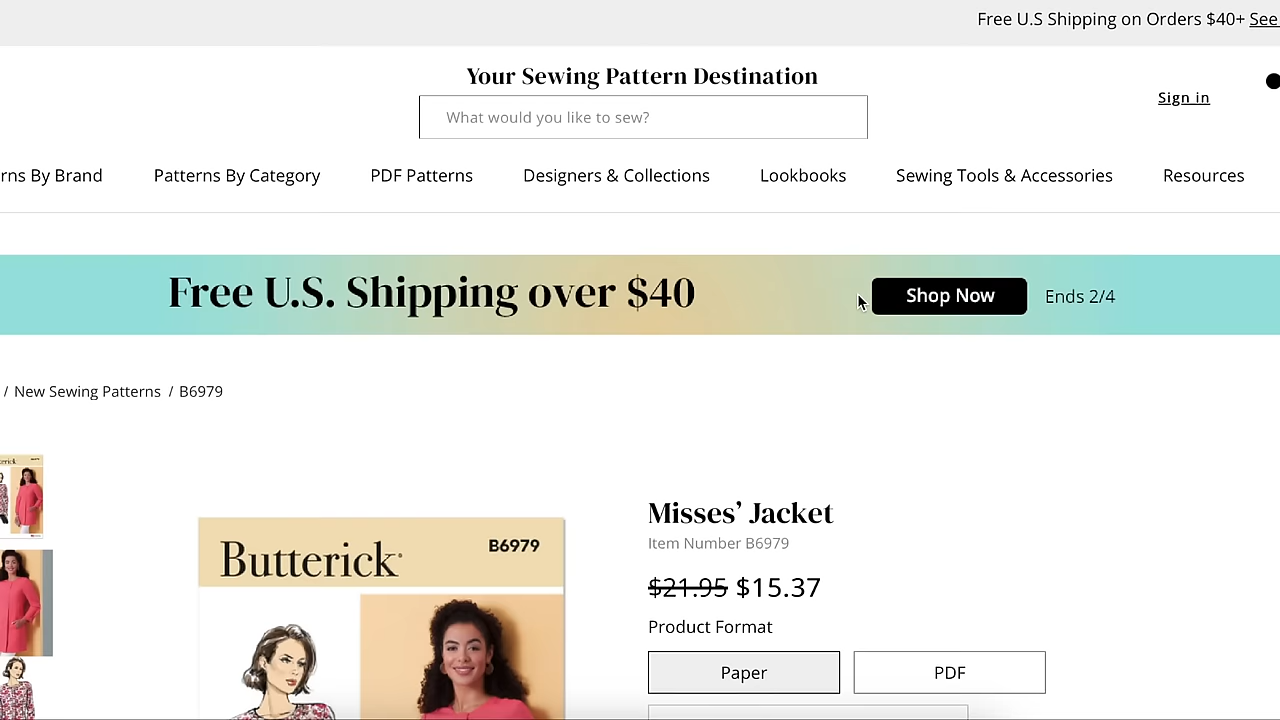 Free U.S Shipping on Orders $40+ See
Your Sewing Pattern Destination
What would you like to sew?
Sign in
rns By Brand
Patterns By Category
PDF Patterns
Designers & Collections
Lookbooks
Sewing Tools & Accessories
Resources
Free U.S. Shipping over $40
Shop Now
Ends 2/4
/ New Sewing Patterns / B6979
Butterick
B6979
Misses’ Jacket
Item Number B6979
$21.95 $15.37
Product Format
Paper
PDF